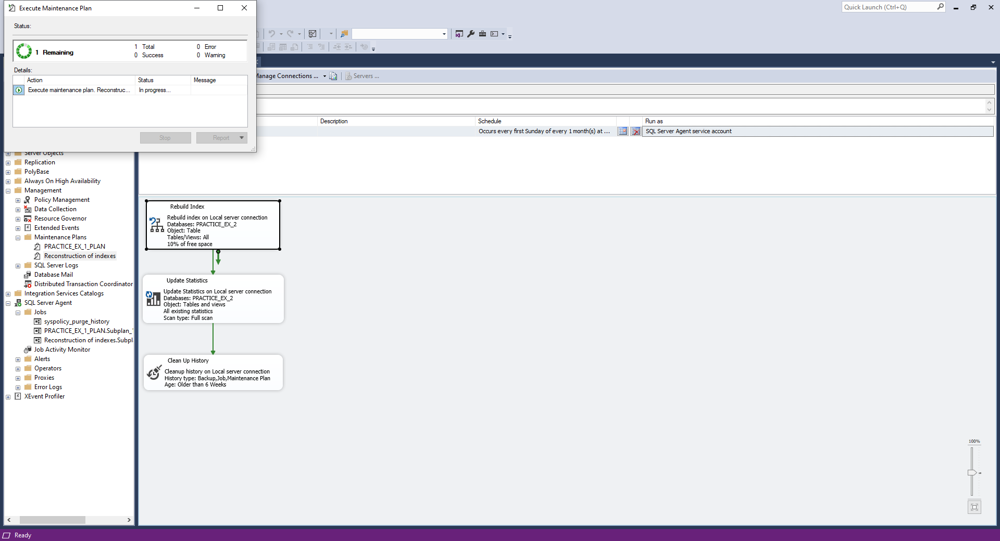 Execute Maintenance Plan
Quick Launch (Ctrl+Q)
Status:
1 Remaining
1 Total
0 Error
0 Success
0 Warning
Details:
Action Status Message
Execute maintenance plan. Reconstruc... In progress...
Stop Report
Manage Connections ... Servers ...
Description Schedule Run as
Occurs every first Sunday of every 1 month(s) at ... SQL Server Agent service account
Server Objects
Replication
PolyBase
Always On High Availability
Management
Policy Management
Data Collection
Resource Governor
Extended Events
Maintenance Plans
PRACTICE_EX_1_PLAN
Reconstruction of indexes
SQL Server Logs
Database Mail
Distributed Transaction Coordinator
Integration Services Catalogs
SQL Server Agent
Jobs
syspolicy_purge_history
PRACTICE_EX_1_PLAN.Subplan_1
Reconstruction of indexes.Subpl
Job Activity Monitor
Alerts
Operators
Proxies
Error Logs
XEvent Profiler
Rebuild Index
Rebuild index on Local server connection
Databases: PRACTICE_EX_2
Object: Table
Tables/Views: All
10% of free space
Update Statistics
Update Statistics on Local server connection
Databases: PRACTICE_EX_2
Object: Tables and views
All existing statistics
Scan type: Full scan
Clean Up History
Cleanup history on Local server connection
History type: Backup,Job,Maintenance Plan
Age: Older than 6 Weeks
100%
Ready